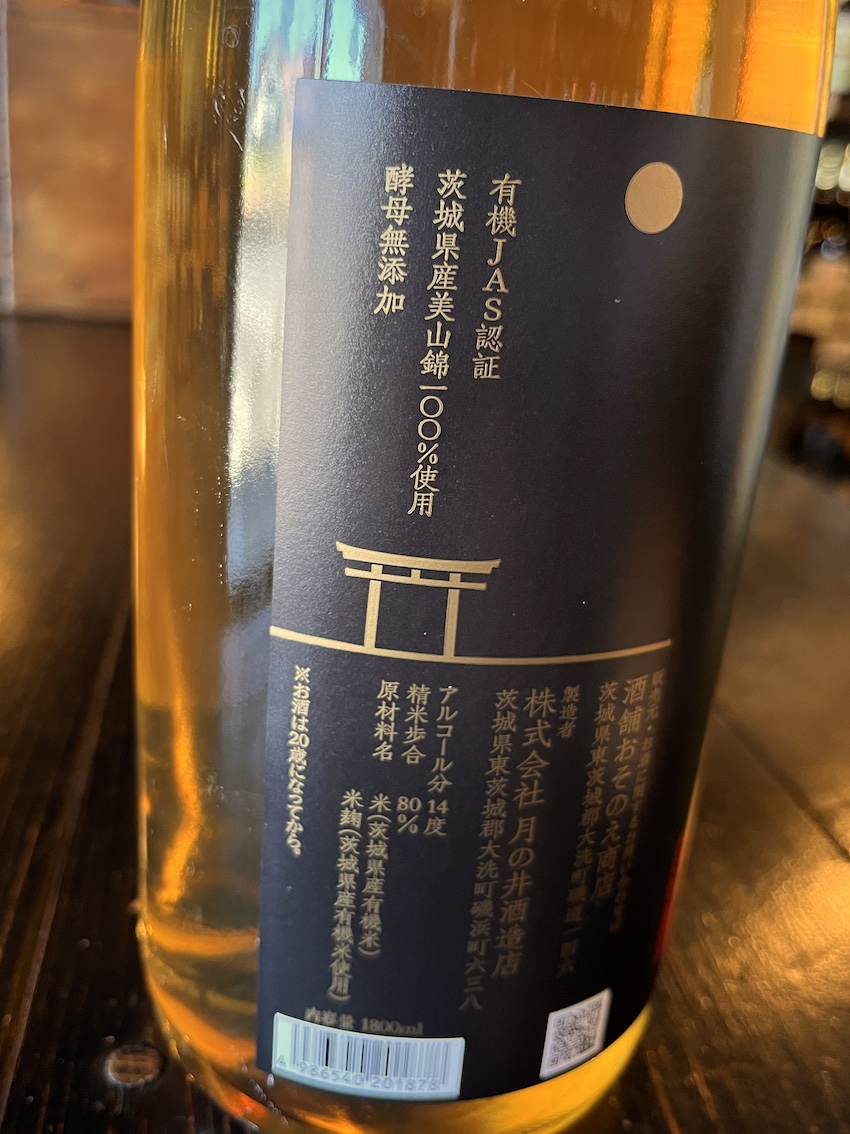 有機JAS認証
茨城県産美山錦一〇〇%使用
酵母無添加
酒舗おそのえ商店
茨城県東茨城郡大洗町磯
製造者
株式会社 月の井酒造店
茨城県東茨城郡大洗町磯浜町六三八
アルコール分 14度
精米歩合 80%
原材料名 米(茨城県産有機米)
米麹(茨城県産有機米使用)
内容量 1800ml
※お酒は20歳になってから。
A 986540 201878